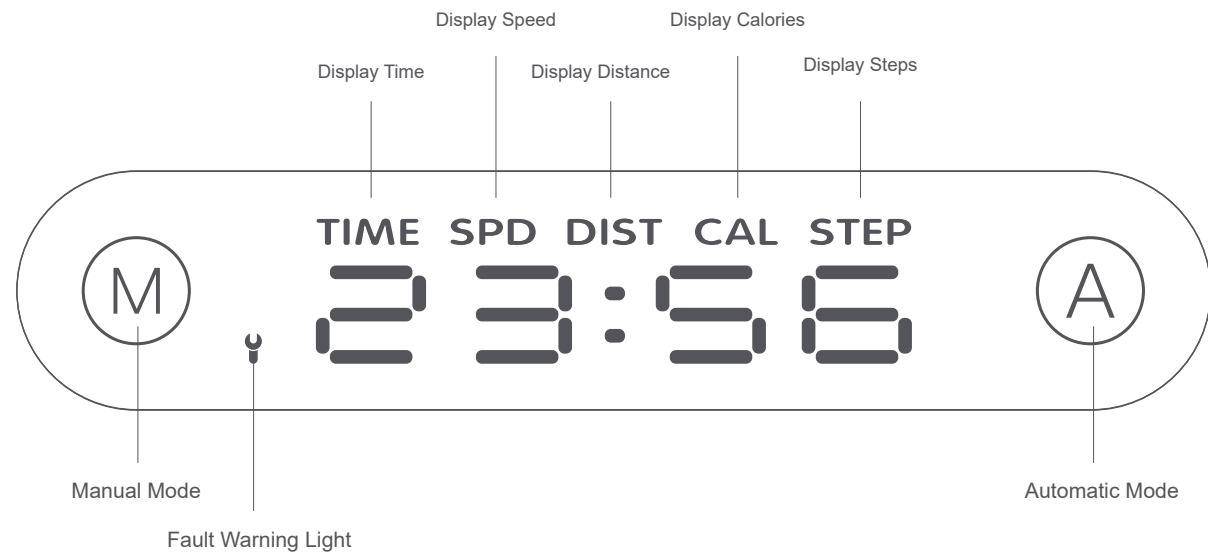 Display Speed
Display Calories
Display Time
Display Distance
Display Steps
TIME SPD DIST CAL STEP
M
23:56
A
Manual Mode
Automatic Mode
Fault Warning Light